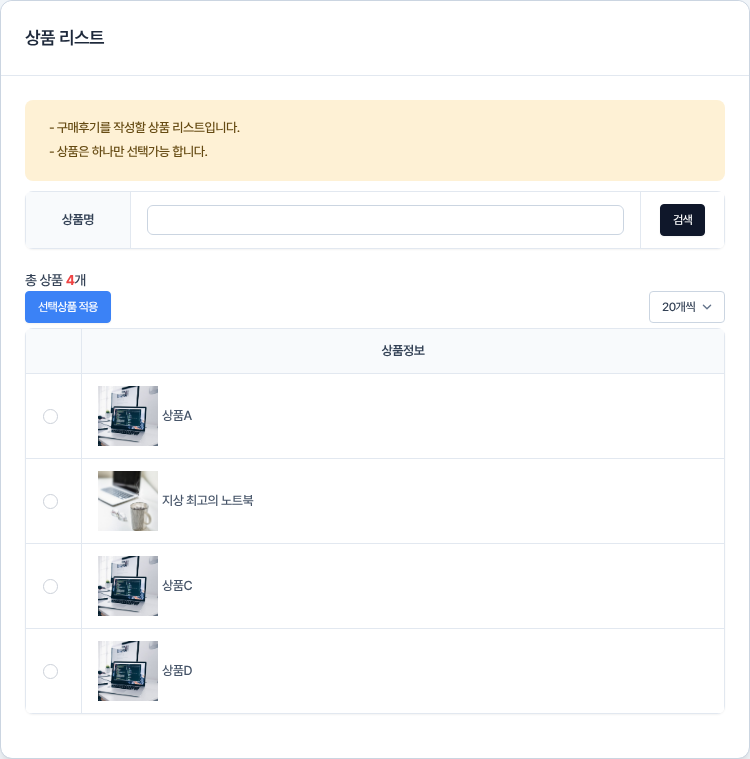 상품 리스트
- 구매후기를 작성할 상품 리스트입니다.
- 상품은 하나만 선택가능 합니다.
상품명
검색
총 상품 4개
선택상품 적용
20개씩
상품정보
상품A
지상 최고의 노트북
상품C
상품D